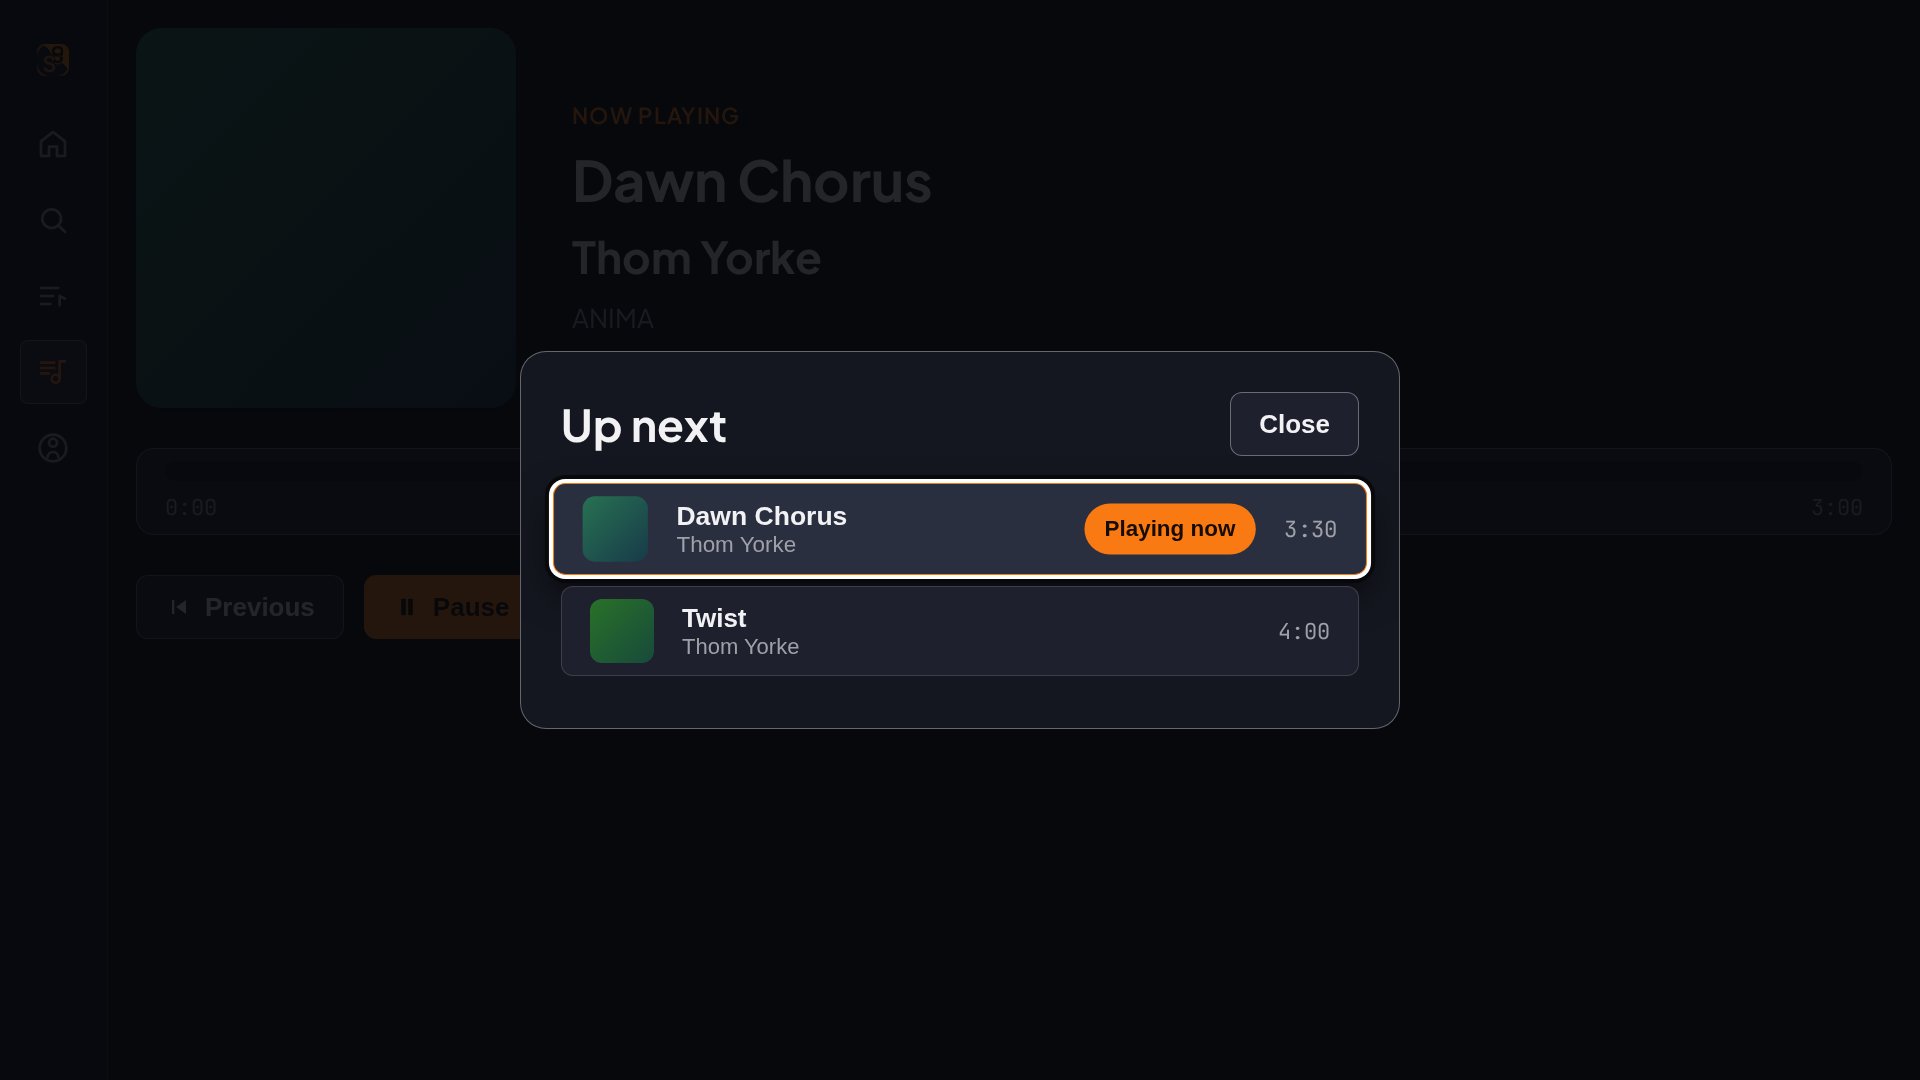 NOW PLAYING
Dawn Chorus
Thom Yorke
ANIMA
0:00
3:00
Previous
Pause
Up next
Close
Dawn Chorus
Thom Yorke
Playing now
3:30
Twist
Thom Yorke
4:00